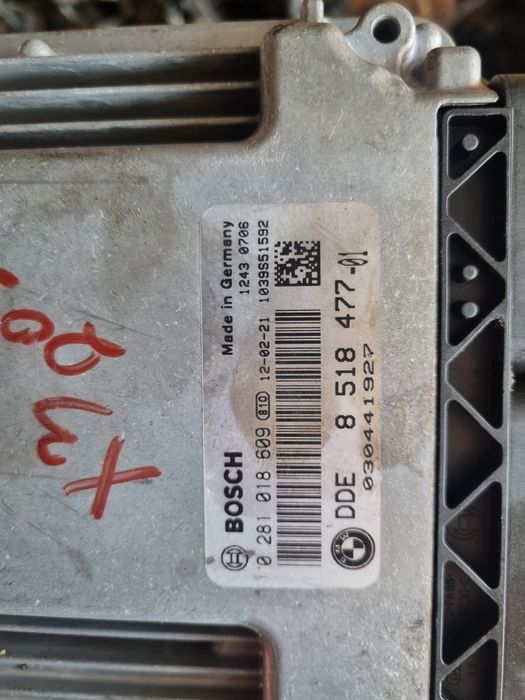 BOSCH
Made in Germany
0 281 018 609 810 12-02-21
1243 0706
1039S51592
DDE 8 518 477-01
030441927
BMW